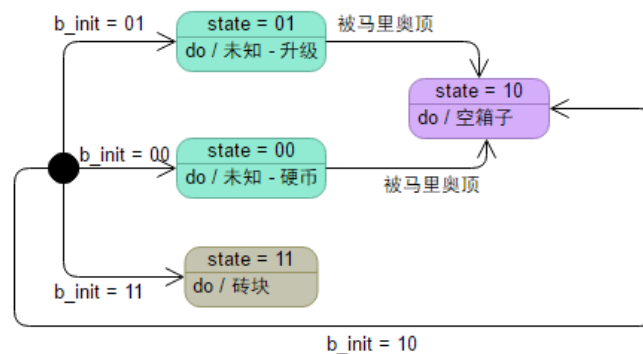 b_init = 01
state = 01
do / 未知 - 升级
被马里奥顶
state = 10
do / 空箱子
b_init = 00
state = 00
do / 未知 - 硬币
被马里奥顶
state = 11
do / 砖块
b_init = 11
b_init = 10